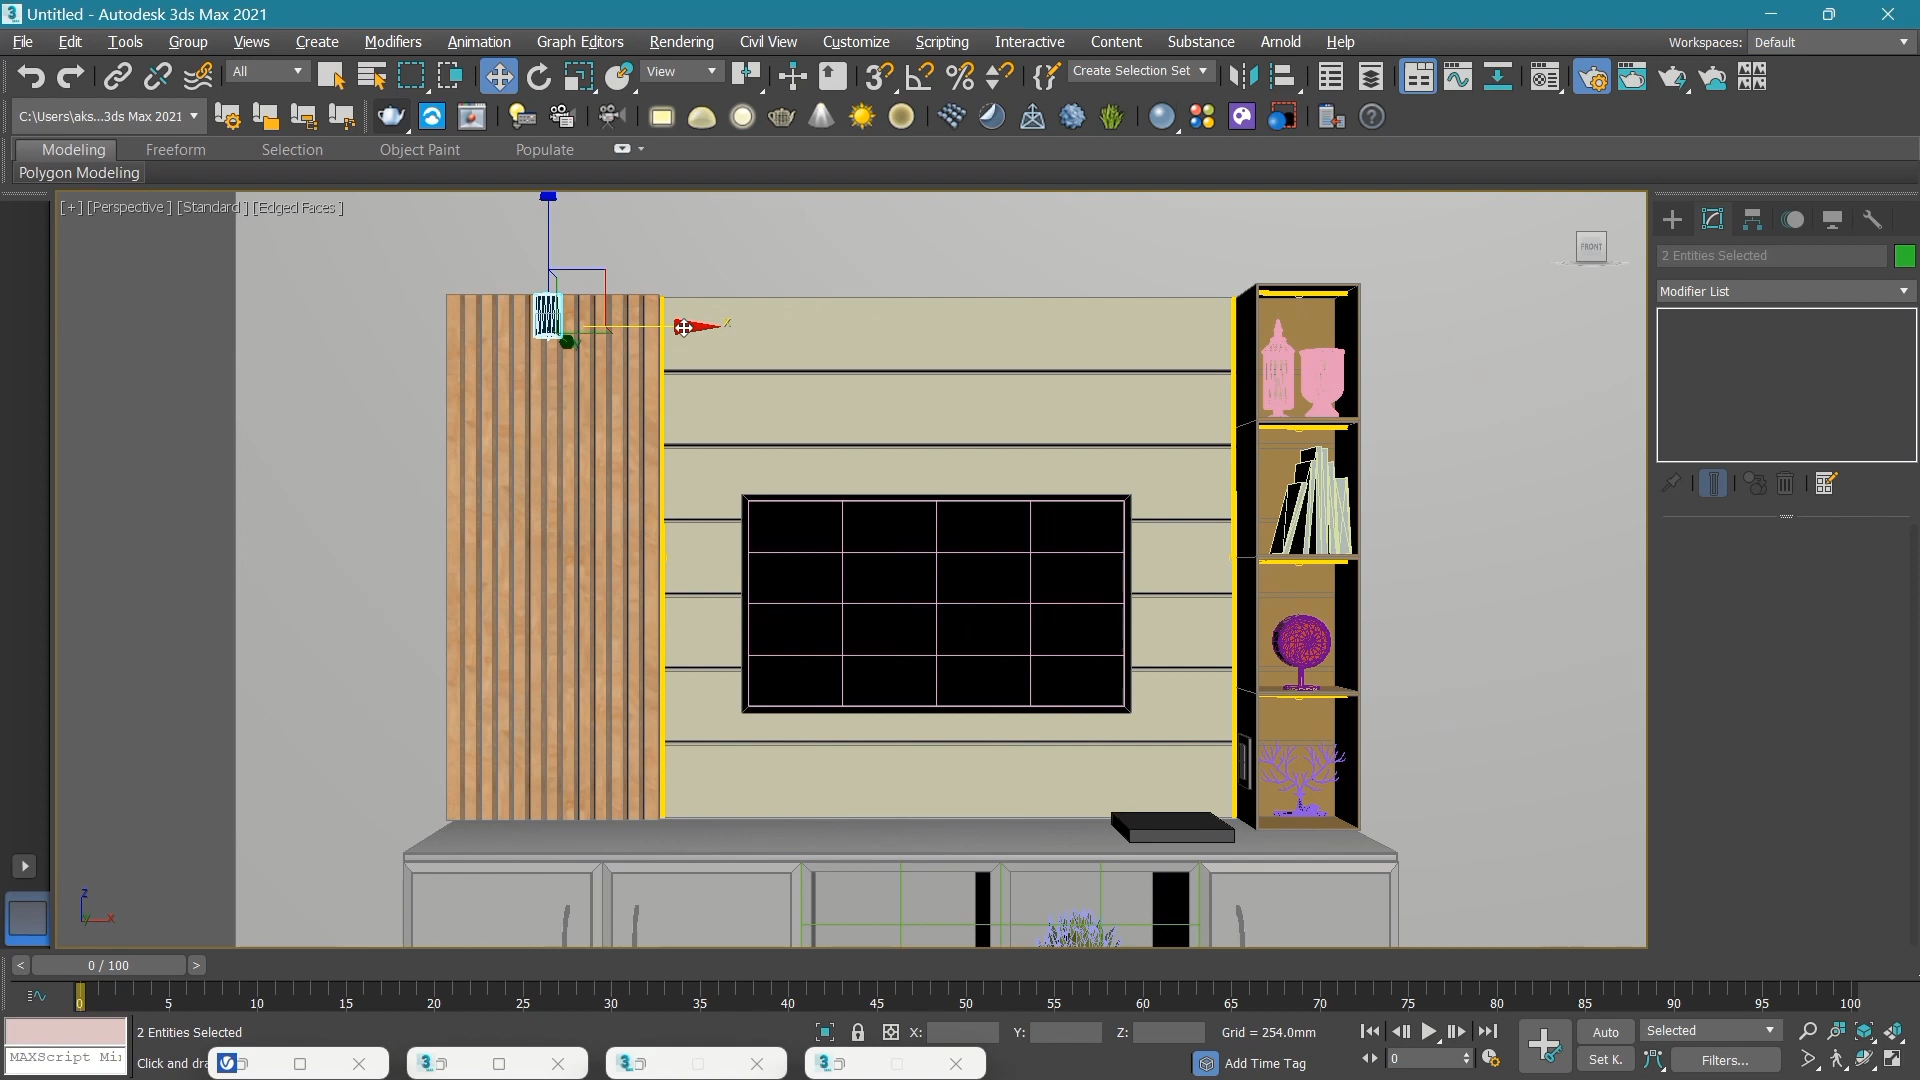 Untitled - Autodesk 3ds Max 2021
File Edit Tools Group Views Create Modifiers Animation Graph Editors Rendering Civil View Customize Scripting Interactive Content Substance Arnold Help Workspaces: Default
All View Create Selection Set
C:\Users\aks...3ds Max 2021
Modeling Freeform Selection Object Paint Populate
Polygon Modeling
[+] [Perspective] [Standard] [Edged Faces]
FRONT
2 Entities Selected
Modifier List
x
y
z
x
y
0 / 100
0 5 10 15 20 25 30 35 40 45 50 55 60 65 70 75 80 85 90 95 100
2 Entities Selected X: Y: Z: Grid = 254.0mm Auto Selected
MAXScript Mi
Click and dra Add Time Tag 0 Set K. Filters...